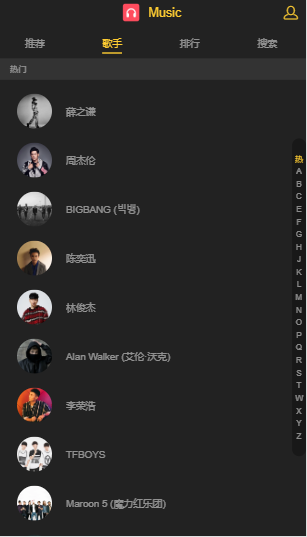 Music
推荐 歌手 排行 搜索
热门
薛之谦
周杰伦
BIGBANG (빅뱅)
陈奕迅
林俊杰
Alan Walker (艾伦·沃克)
李荣浩
TFBOYS
Maroon 5 (魔力红乐团)
热
A
B
C
E
F
G
H
J
K
L
M
N
O
P
Q
R
S
T
W
X
Y
Z